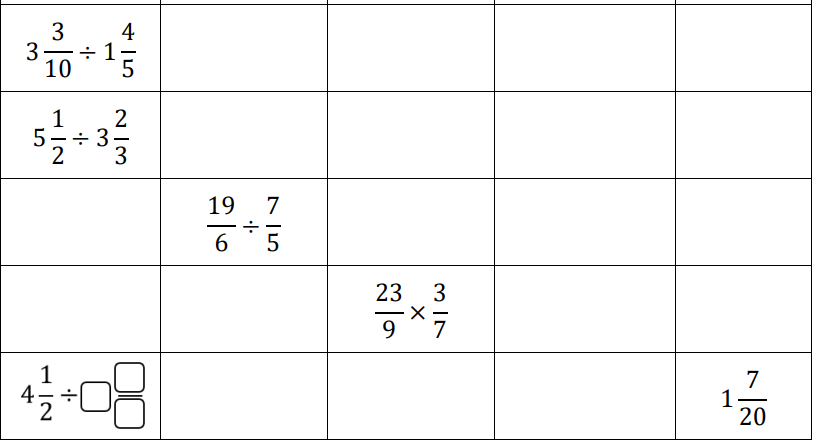 3 3/10 ÷ 1 4/5
5 1/2 ÷ 3 2/3
19/6 ÷ 7/5
23/9 × 3/7
4 1/2 ÷ □ □/□
1 7/20